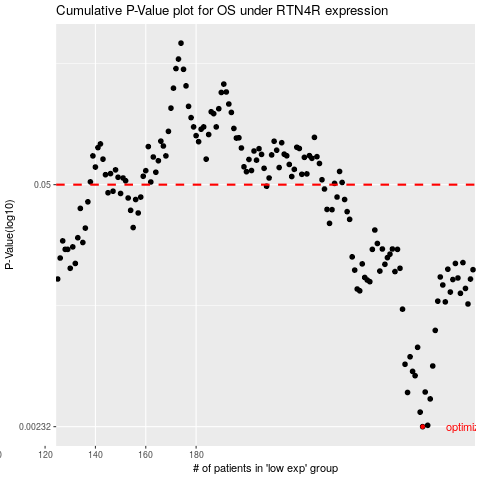 Cumulative P-Value plot for OS under RTN4R expression
P-Value(log10)
0.05
0.00232
optimi
0 120 140 160 180
# of patients in 'low exp' group